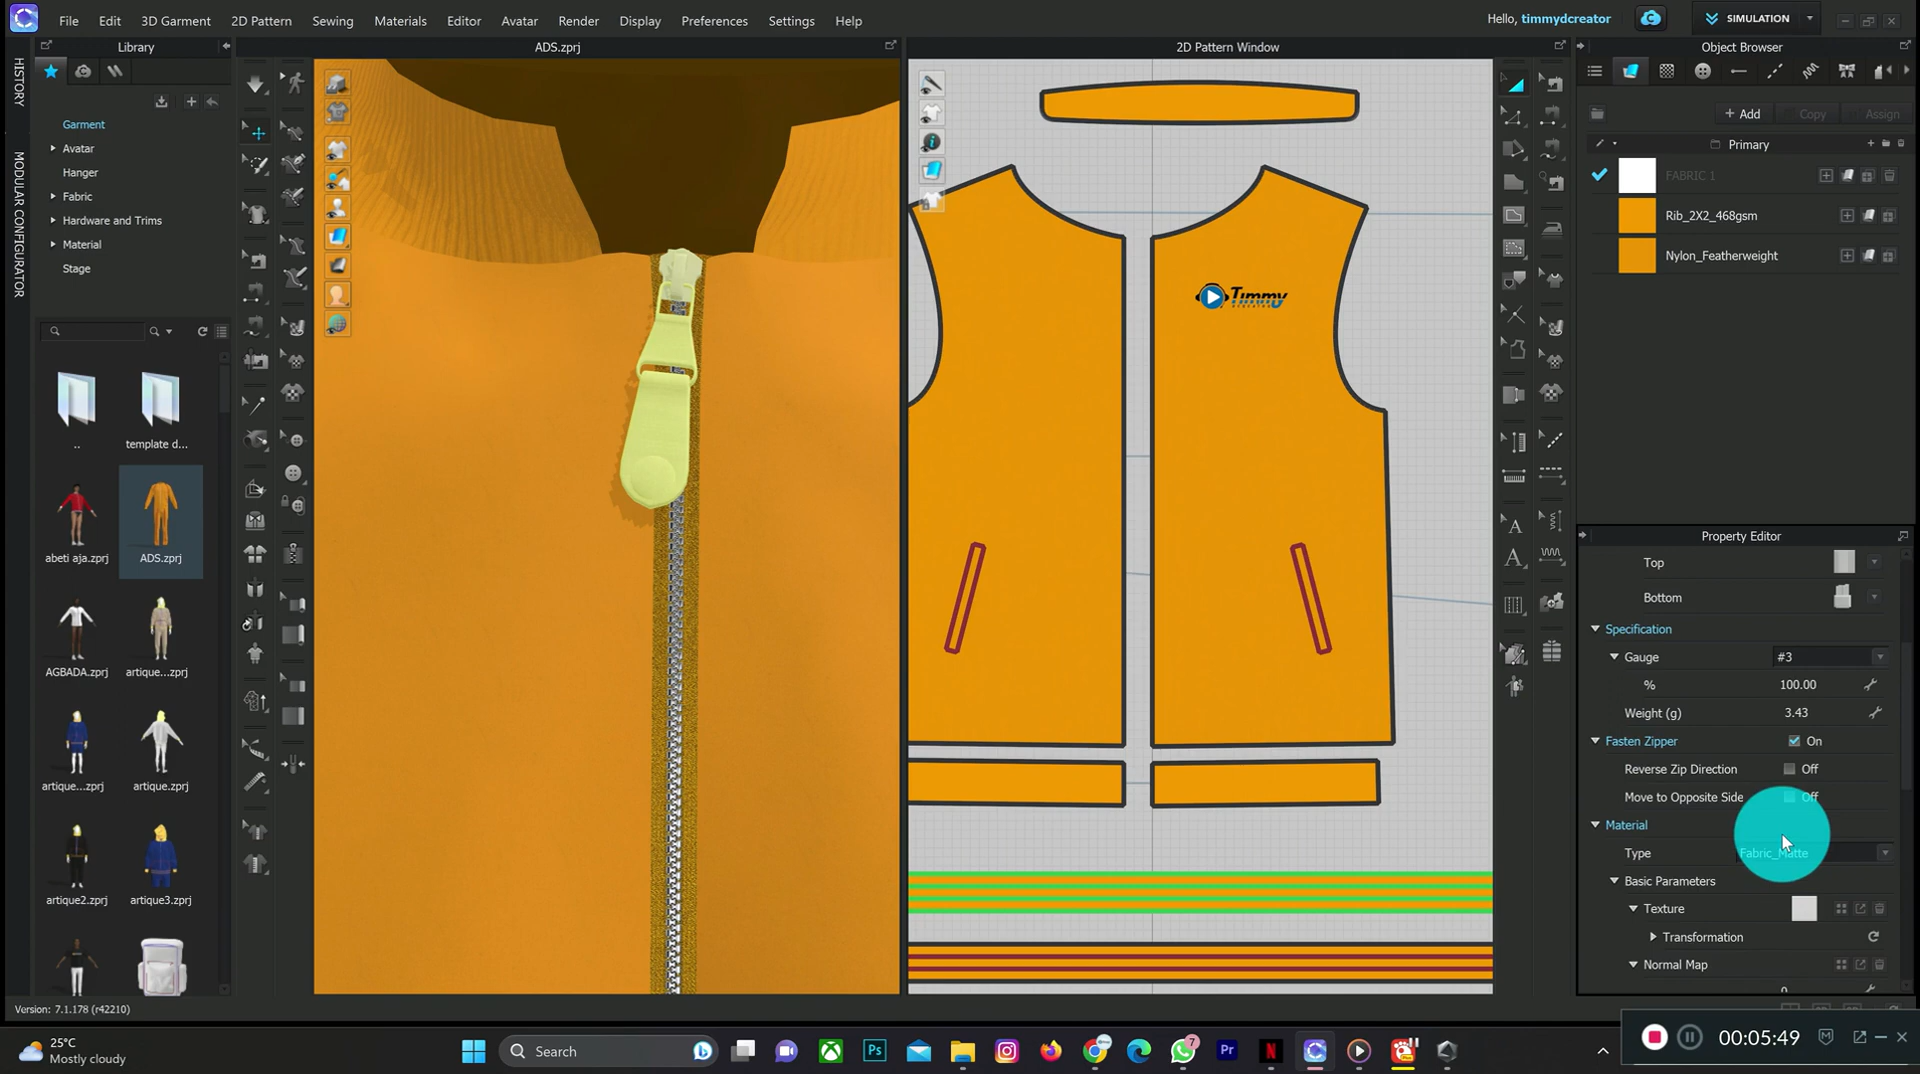 File Edit 3D Garment 2D Pattern Sewing Materials Editor Avatar Render Display Preferences Settings Help
Hello, timmydcreator
SIMULATION
HISTORY
MODULAR CONFIGURATOR
Library
ADS.zprj
2D Pattern Window
Object Browser
Garment
Avatar
Hanger
Fabric
Hardware and Trims
Material
Stage
..
template d...
abeti aja.zprj
ADS.zprj
AGBADA.zprj
artique...zprj
artique...zprj
artique.zprj
artique2.zprj
artique3.zprj
Timmy
+ Add
Copy
Assign
Primary
FABRIC 1
Rib_2X2_468gsm
Nylon_Featherweight
Property Editor
Top
Bottom
Specification
Gauge #3
% 100.00
Weight (g) 3.43
Fasten Zipper On
Reverse Zip Direction Off
Move to Opposite Side Off
Material
Type Fabric_Matte
Basic Parameters
Texture
Transformation
Normal Map
0
Version: 7.1.178 (r42210)
25°C
Mostly cloudy
Search
Ps
Pr
N
7
00:05:49